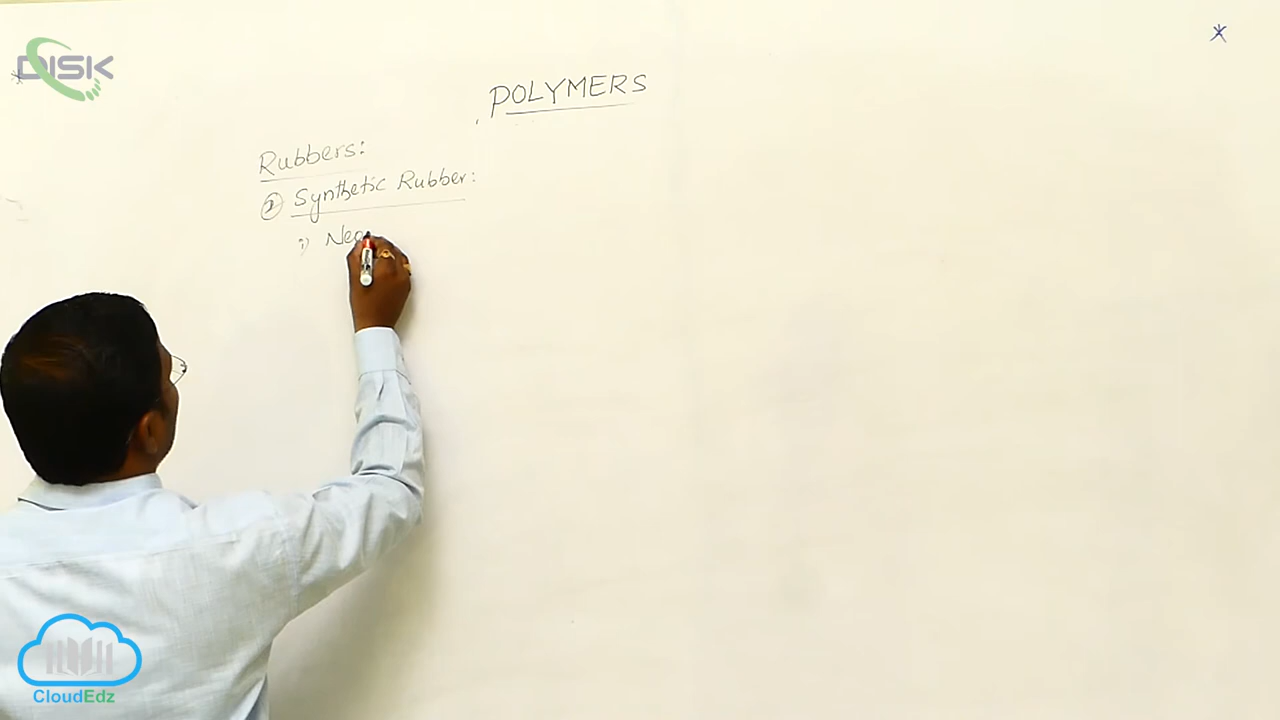 DISK
POLYMERS
Rubbers:
2) Synthetic Rubber:
i) Neo
CloudEdz